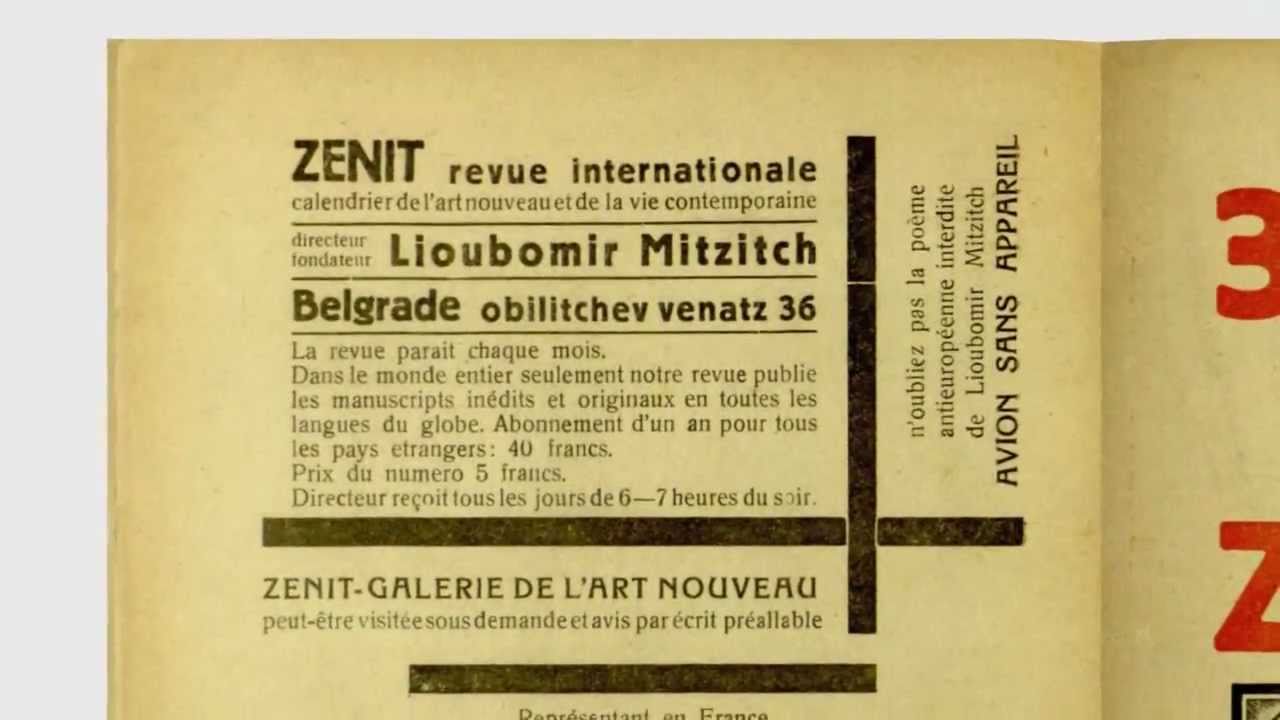 ZENIT revue internationale
calendrier de l'art nouveau et de la vie contemporaine
directeur
fondateur Lioubomir Mitzitch
Belgrade obilitchev venatz 36
La revue parait chaque mois.
Dans le monde entier seulement notre revue publie
les manuscripts inédits et originaux en toutes les
langues du globe. Abonnement d'un an pour tous
les pays etrangers: 40 francs.
Prix du numero 5 francs.
Directeur reçoit tous les jours de 6—7 heures du soir.
n'oubliez pas la poème
antieuropéenne interdite
de Lioubomir Mitzitch
AVION SANS APPAREIL
ZENIT-GALERIE DE L'ART NOUVEAU
peut-être visitée sous demande et avis par écrit préallable
Représentant en France
3
Z